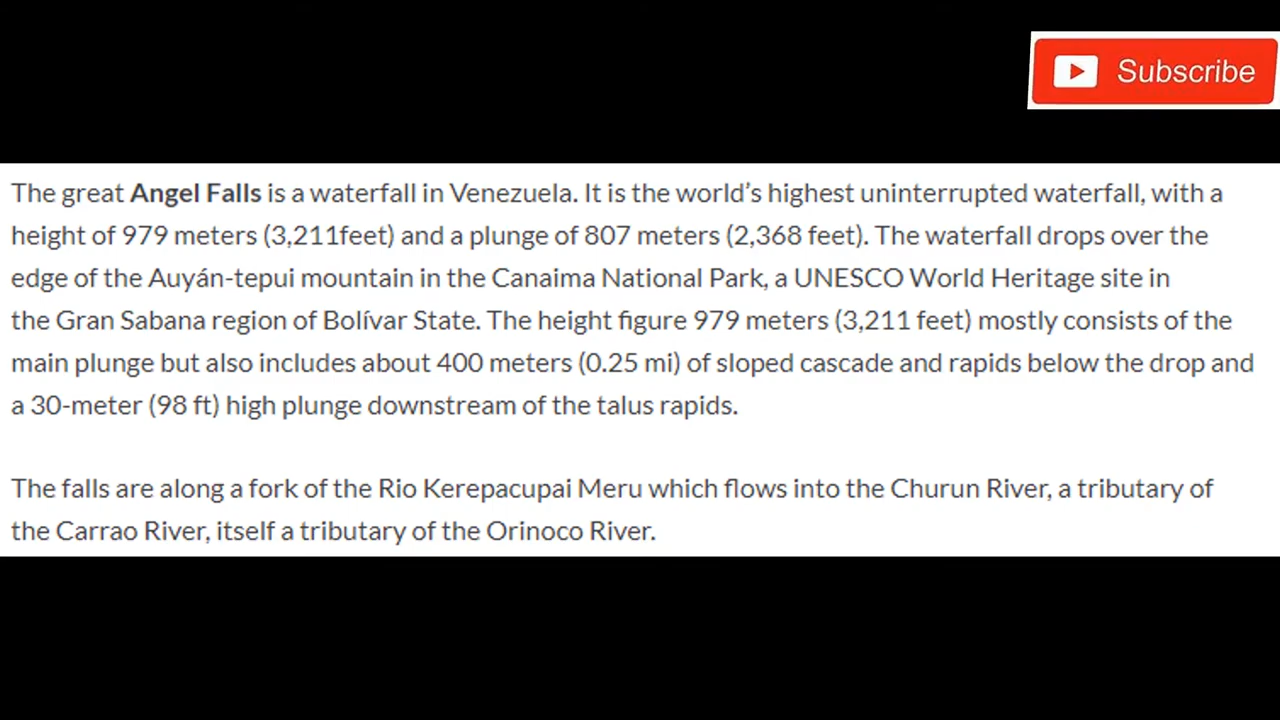 Subscribe
The great Angel Falls is a waterfall in Venezuela. It is the world’s highest uninterrupted waterfall, with a
height of 979 meters (3,211feet) and a plunge of 807 meters (2,368 feet). The waterfall drops over the
edge of the Auyán-tepui mountain in the Canaima National Park, a UNESCO World Heritage site in
the Gran Sabana region of Bolívar State. The height figure 979 meters (3,211 feet) mostly consists of the
main plunge but also includes about 400 meters (0.25 mi) of sloped cascade and rapids below the drop and
a 30-meter (98 ft) high plunge downstream of the talus rapids.
The falls are along a fork of the Rio Kerepacupai Meru which flows into the Churun River, a tributary of
the Carrao River, itself a tributary of the Orinoco River.